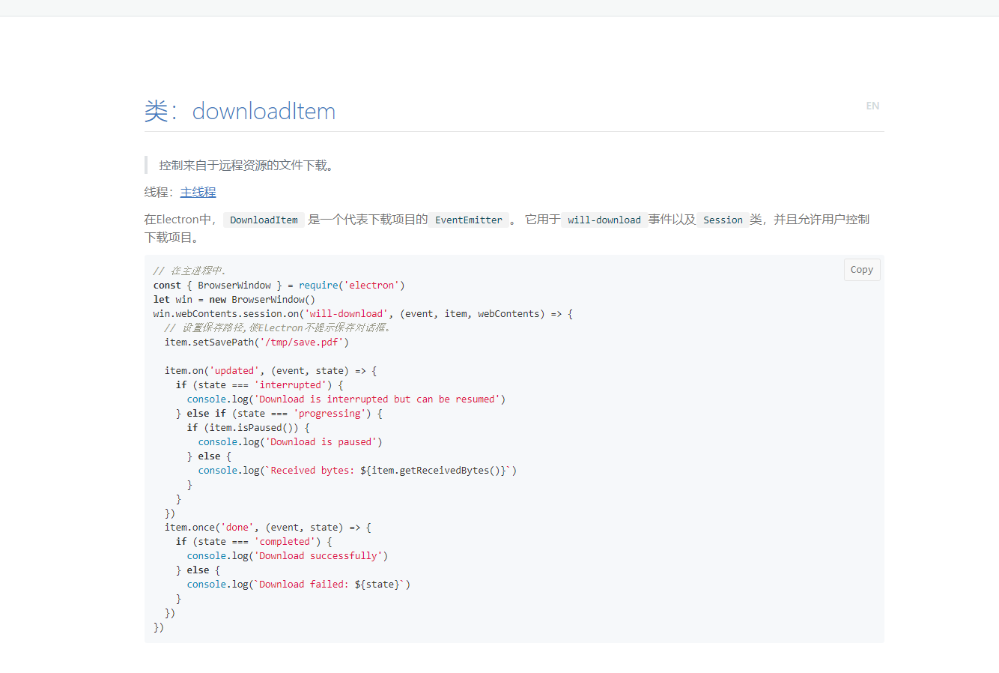 类：downloadItem
EN
控制来自于远程资源的文件下载。
线程：主线程
在Electron中， DownloadItem 是一个代表下载项目的 EventEmitter 。 它用于 will-download 事件以及 Session 类，并且允许用户控制
下载项目。
Copy
// 在主进程中.
const { BrowserWindow } = require('electron')
let win = new BrowserWindow()
win.webContents.session.on('will-download', (event, item, webContents) => {
  // 设置保存路径,使Electron不提示保存对话框。
  item.setSavePath('/tmp/save.pdf')

  item.on('updated', (event, state) => {
    if (state === 'interrupted') {
      console.log('Download is interrupted but can be resumed')
    } else if (state === 'progressing') {
      if (item.isPaused()) {
        console.log('Download is paused')
      } else {
        console.log(`Received bytes: ${item.getReceivedBytes()}`)
      }
    }
  })
  item.once('done', (event, state) => {
    if (state === 'completed') {
      console.log('Download successfully')
    } else {
      console.log(`Download failed: ${state}`)
    }
  })
})